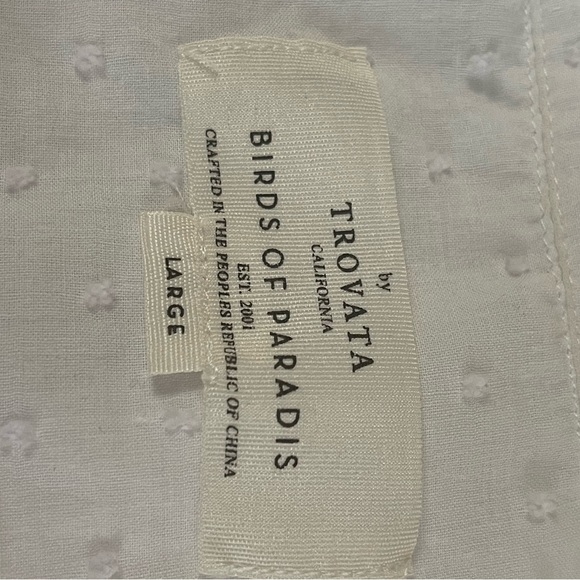 by
TROVATA
CALIFORNIA
BIRDS OF PARADIS
EST. 2001
CRAFTED IN THE PEOPLES REPUBLIC OF CHINA
LARGE